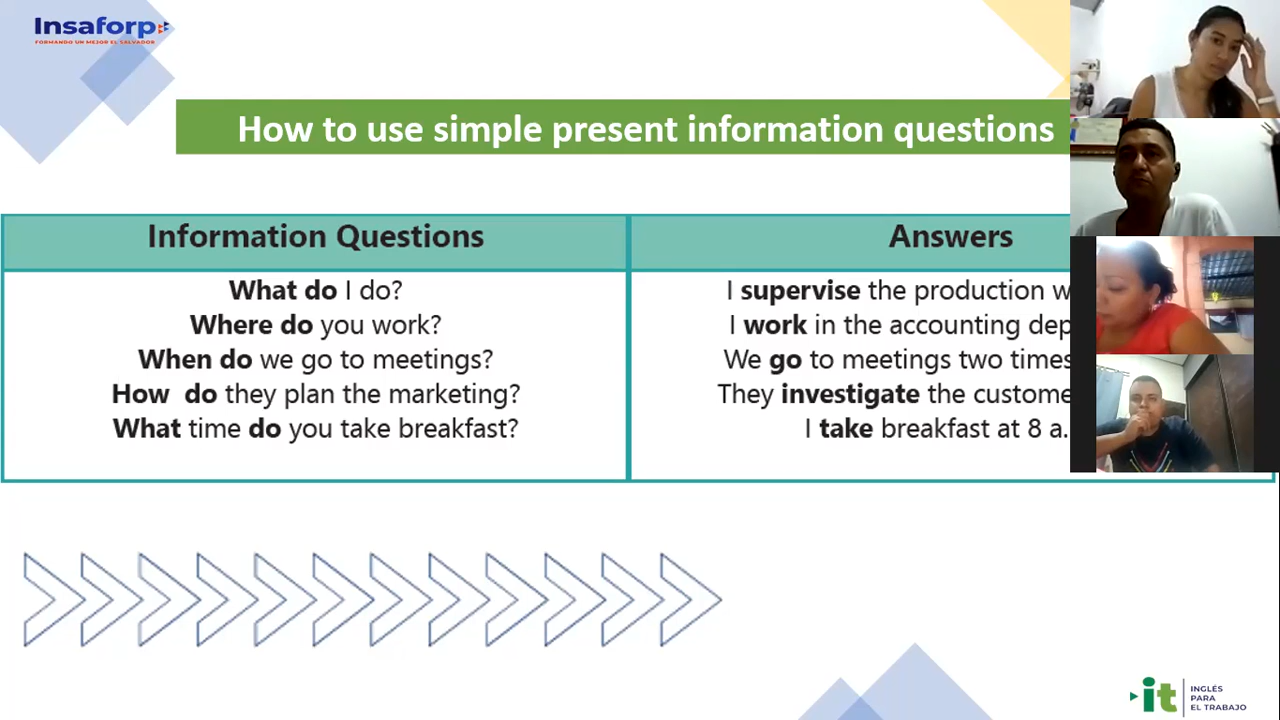 Insaforp
FORMANDO UN MEJOR EL SALVADOR
How to use simple present information questions
Information Questions
Answers
What do I do?
I supervise the production
Where do you work?
I work in the accounting
When do we go to meetings?
We go to meetings two times
How do they plan the marketing?
They investigate the
What time do you take breakfast?
I take breakfast at 8
it
INGLÉS
PARA
EL TRABAJO